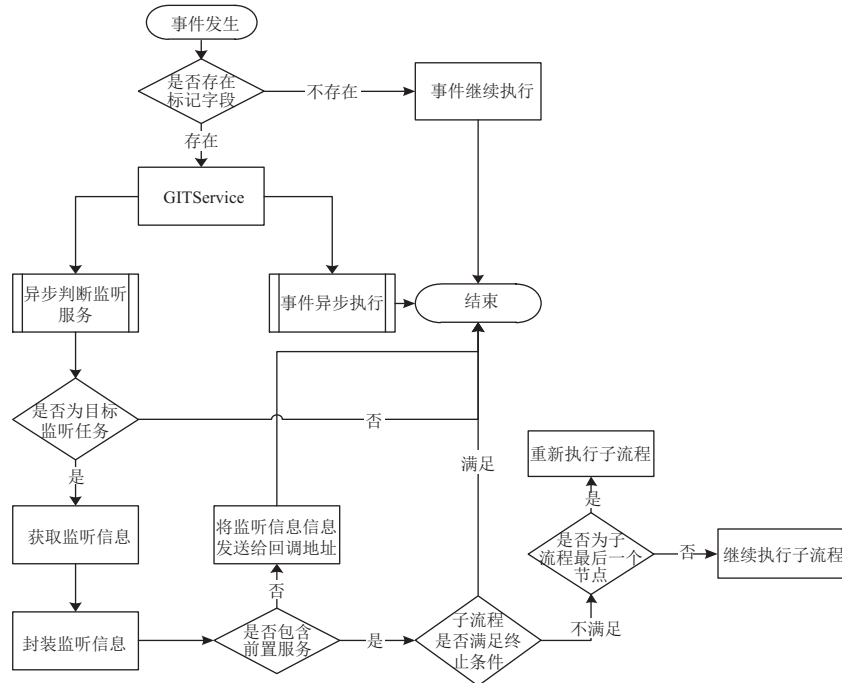 事件发生
是否存在
标记字段
不存在
事件继续执行
存在
GITService
异步判断监听
服务
事件异步执行
结束
是否为目标
监听任务
否
是
满足
重新执行子流程
获取监听信息
将监听信息信息
发送给回调地址
是
是否为子
流程最后一个
节点
否
继续执行子流程
否
封装监听信息
是否包含
前置服务
是
子流程
是否满足终
止条件
不满足